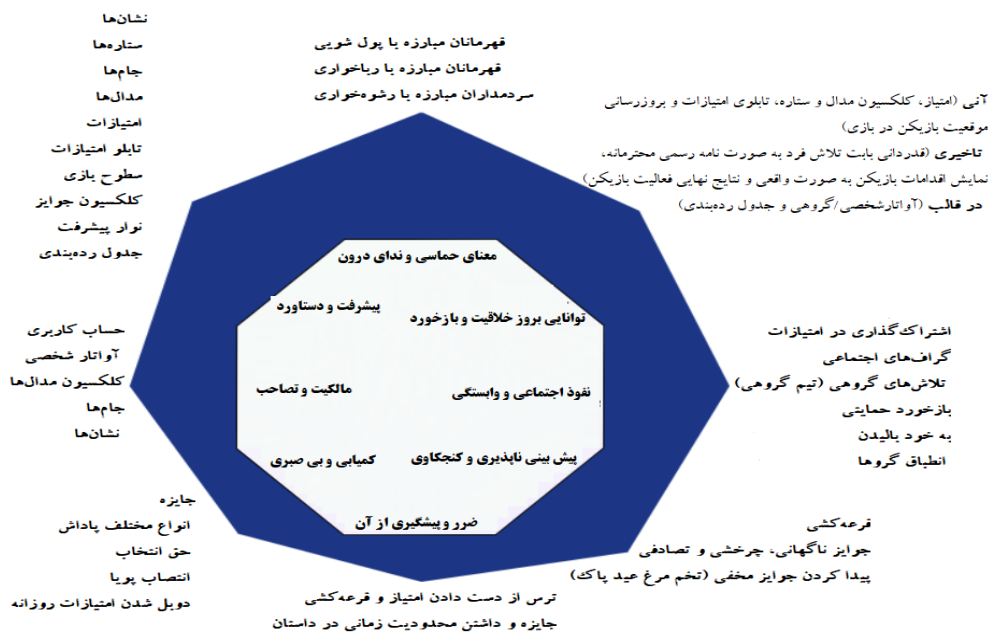 قهرمانان مبارزه با پول شویی
قهرمانان مبارزه با رباخواری
سردمداران مبارزه با رشوه‌خواری
آنی (امتیاز، کلکسیون مدال و ستاره، تابلوی امتیازات و بروزرسانی
موقعیت بازیکن در بازی)
تاخیری (قدردانی بابت تلاش فرد به صورت نامه رسمی محترمانه،
نمایش اقدامات بازیکن به صورت واقعی و نتایج نهایی فعالیت بازیکن)
در قالب (آواتارشخصی/گروهی و جدول رده‌بندی)
نشان‌ها
ستاره‌ها
جام‌ها
مدال‌ها
امتیازات
تابلو امتیازات
سطوح بازی
کلکسیون جوایز
نوار پیشرفت
جدول رده‌بندی
معنای حماسی و ندای درون
توانایی بروز خلاقیت و بازخورد
پیشرفت و دستاورد
نفوذ اجتماعی و وابستگی
مالکیت و تصاحب
پیش بینی ناپذیری و کنجکاوی
کمیابی و بی صبری
ضرر و پیشگیری از آن
اشتراک‌گذاری در امتیازات
گراف‌های اجتماعی
تلاش‌های گروهی (تیم گروهی)
بازخورد حمایتی
به خود بالیدن
انطباق گروها
حساب کاربری
آواتار شخصی
کلکسیون مدال‌ها
جام‌ها
نشان‌ها
قرعه‌کشی
جوایز ناگهانی، چرخشی و تصادفی
پیدا کردن جوایز مخفی (تخم مرغ عید پاک)
جایزه
انواع مختلف پاداش
حق انتخاب
انتصاب پویا
دوبل شدن امتیازات روزانه
ترس از دست دادن امتیاز و قرعه‌کشی
جایزه و داشتن محدودیت زمانی در داستان